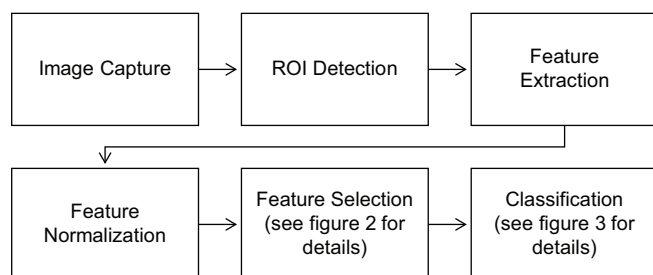 Image Capture
ROI Detection
Feature
Extraction
Feature
Normalization
Feature Selection
(see figure 2 for
details)
Classification
(see figure 3 for
details)